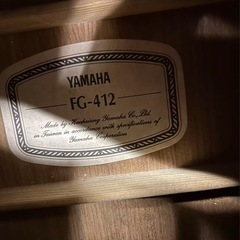 YAMAHA
FG-412
Made by Kaohsiung Yamaha Co., Ltd.
in Taiwan in accordance with specifications of
Yamaha Corporation